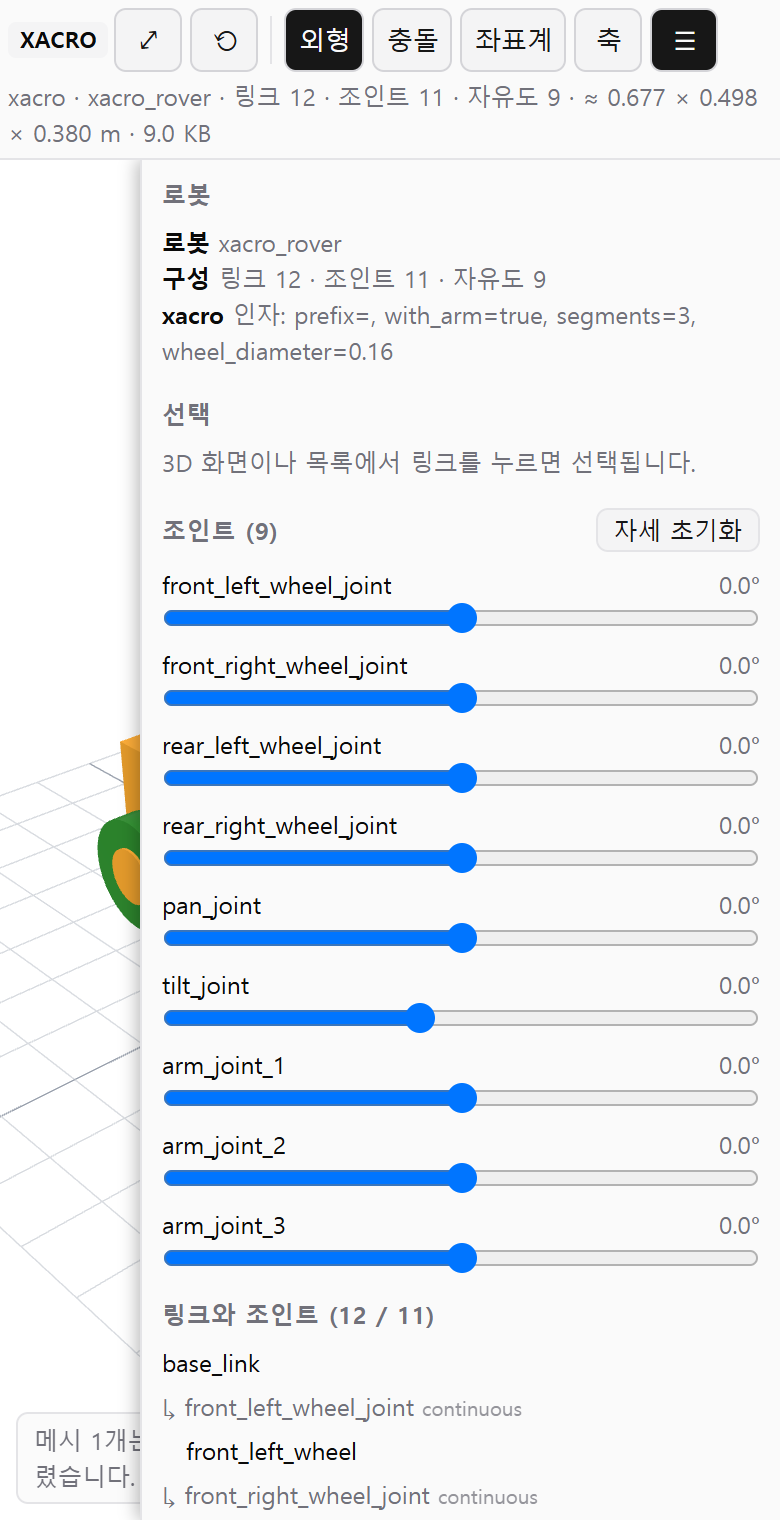 XACRO
외형
충돌
좌표계
축
xacro · xacro_rover · 링크 12 · 조인트 11 · 자유도 9 · ≈ 0.677 × 0.498
× 0.380 m · 9.0 KB
로봇
로봇 xacro_rover
구성 링크 12 · 조인트 11 · 자유도 9
xacro 인자: prefix=, with_arm=true, segments=3,
wheel_diameter=0.16
선택
3D 화면이나 목록에서 링크를 누르면 선택됩니다.
조인트 (9)
자세 초기화
front_left_wheel_joint 0.0°
front_right_wheel_joint 0.0°
rear_left_wheel_joint 0.0°
rear_right_wheel_joint 0.0°
pan_joint 0.0°
tilt_joint 0.0°
arm_joint_1 0.0°
arm_joint_2 0.0°
arm_joint_3 0.0°
링크와 조인트 (12 / 11)
base_link
↳ front_left_wheel_joint continuous
front_left_wheel
↳ front_right_wheel_joint continuous
메시 1개
렸습니다.